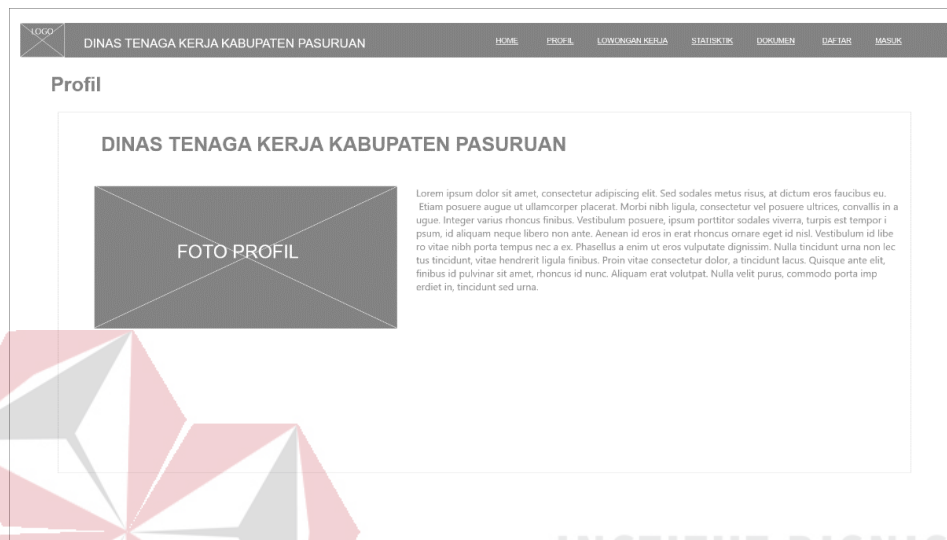 LOGO
DINAS TENAGA KERJA KABUPATEN PASURUAN
HOME PROFIL LOWONGAN KERJA STATISKTIK DOKUMEN DAFTAR MASUK
Profil
DINAS TENAGA KERJA KABUPATEN PASURUAN
FOTO PROFIL
Lorem ipsum dolor sit amet, consectetur adipiscing elit. Sed sodales metus risus, at dictum eros faucibus eu.
Etiam posuere augue ut ullamcorper placerat. Morbi nibh ligula, consectetur vel posuere ultrices, convallis in a
ugue. Integer varius rhoncus finibus. Vestibulum posuere, ipsum porttitor sodales viverra, turpis est tempor i
psum, id aliquam neque libero non ante. Aenean id eros in erat rhoncus ornare eget id nisl. Vestibulum id libe
ro vitae nibh porta tempus nec a ex. Phasellus a enim ut eros vulputate dignissim. Nulla tincidunt urna non lec
tus tincidunt, vitae hendrerit ligula finibus. Proin vitae consectetur dolor, a tincidunt lacus. Quisque ante elit,
finibus id pulvinar sit amet, rhoncus id nunc. Aliquam erat volutpat. Nulla velit purus, commodo porta imp
erdiet in, tincidunt sed urna.